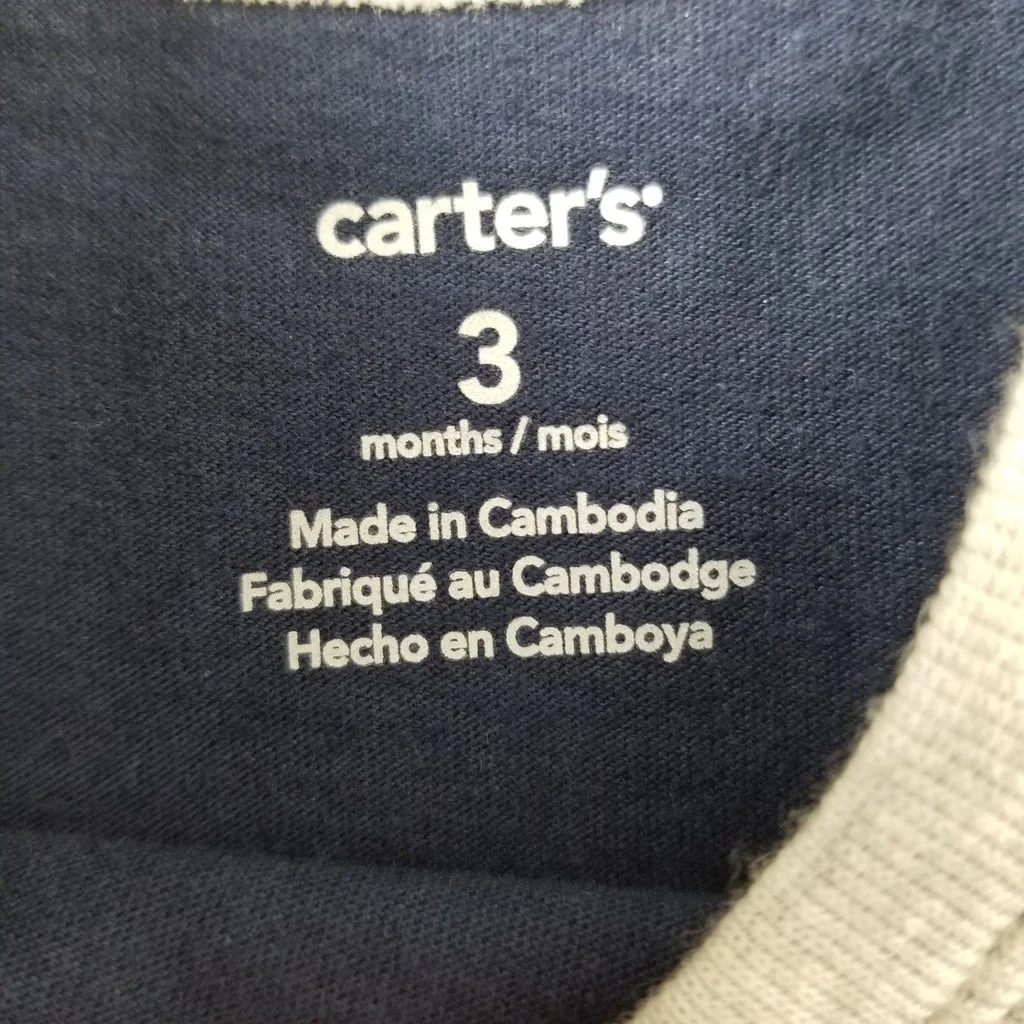 carter's
3
months / mois
Made in Cambodia
Fabriqué au Cambodge
Hecho en Camboya